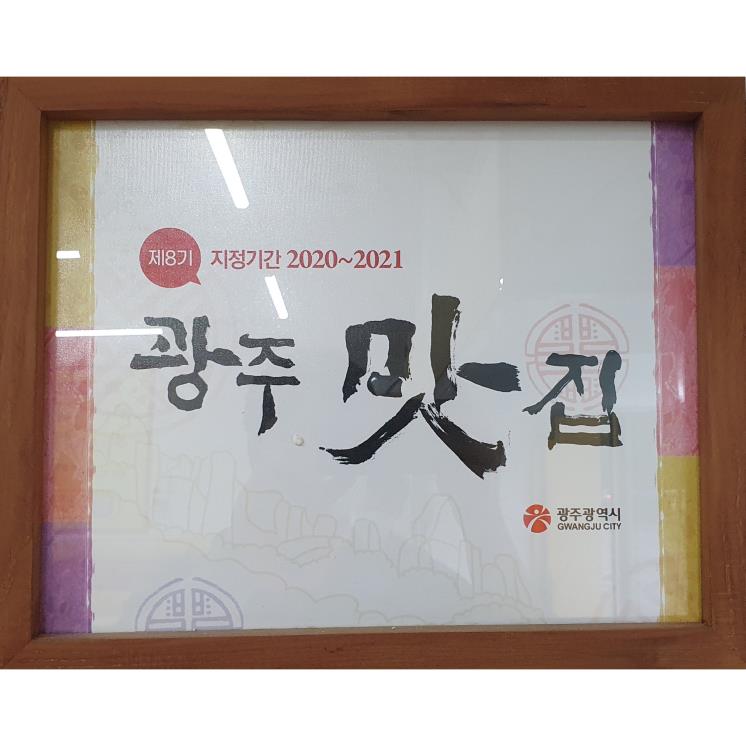 제8기 지정기간 2020~2021
광주 맛집
광주광역시
GWANGJU CITY